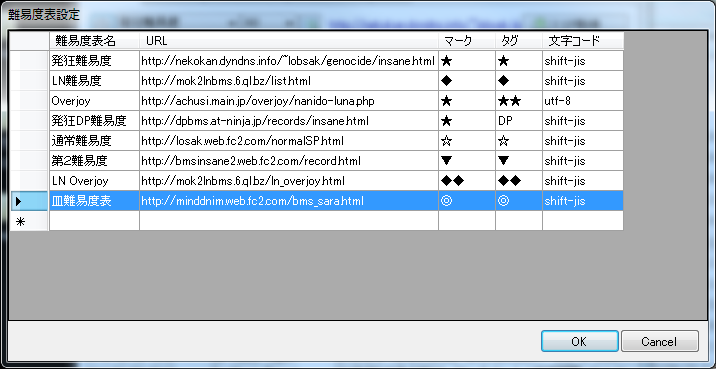 難易度表設定
難易度表名 URL マーク タグ 文字コード
発狂難易度 http://nekokan.dyndns.info/~lobsak/genocide/insane.html ★ ★ shift-jis
LN難易度 http://mok2lnbms.6.ql.bz/list.html ◆ ◆ shift-jis
Overjoy http://achusi.main.jp/overjoy/nanido-luna.php ★ ★★ utf-8
発狂DP難易度 http://dpbms.at-ninja.jp/records/insane.html ★ DP shift-jis
通常難易度 http://losak.web.fc2.com/normalSP.html ☆ ☆ shift-jis
第2難易度 http://bmsinsane2.web.fc2.com/record.html ▼ ▼ shift-jis
LN Overjoy http://mok2lnbms.6.ql.bz/ln_overjoy.html ◆◆ ◆◆ shift-jis
皿難易度表 http://minddnim.web.fc2.com/bms_sara.html ◎ ◎ shift-jis
OK Cancel